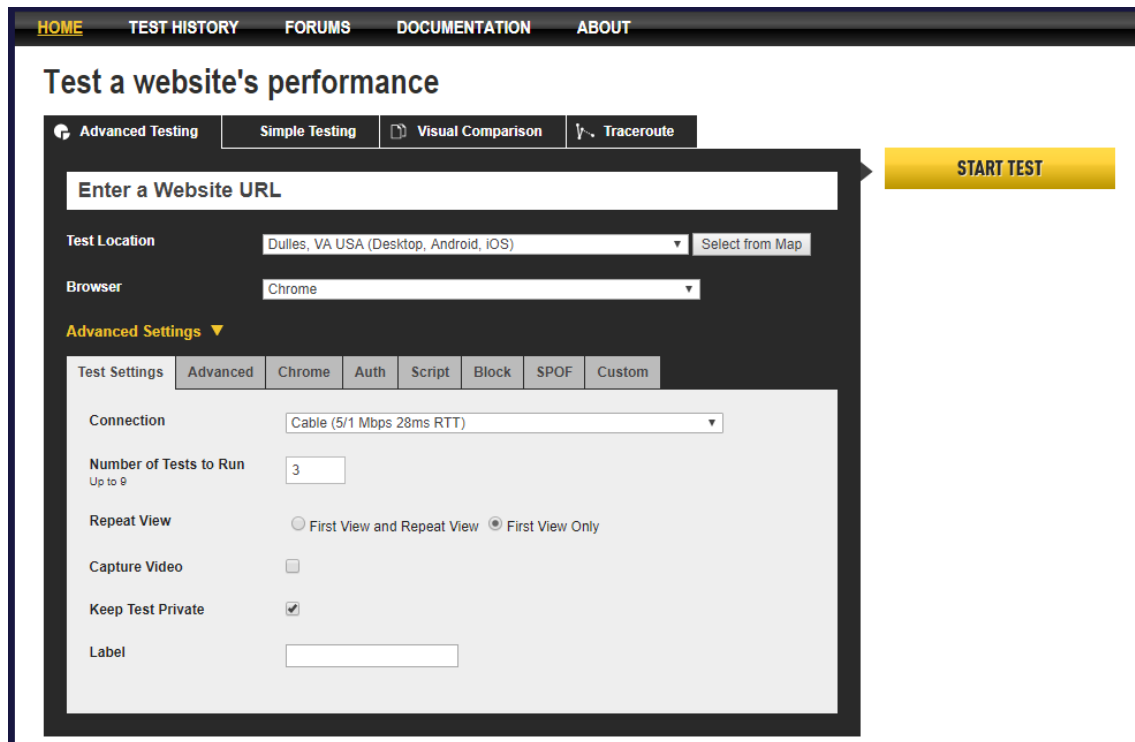 HOME TEST HISTORY FORUMS DOCUMENTATION ABOUT
Test a website's performance
Advanced Testing Simple Testing Visual Comparison Traceroute
START TEST
Enter a Website URL
Test Location Dulles, VA USA (Desktop, Android, iOS) Select from Map
Browser Chrome
Advanced Settings
Test Settings Advanced Chrome Auth Script Block SPOF Custom
Connection Cable (5/1 Mbps 28ms RTT)
Number of Tests to Run 3
Up to 9
Repeat View First View and Repeat View First View Only
Capture Video
Keep Test Private
Label